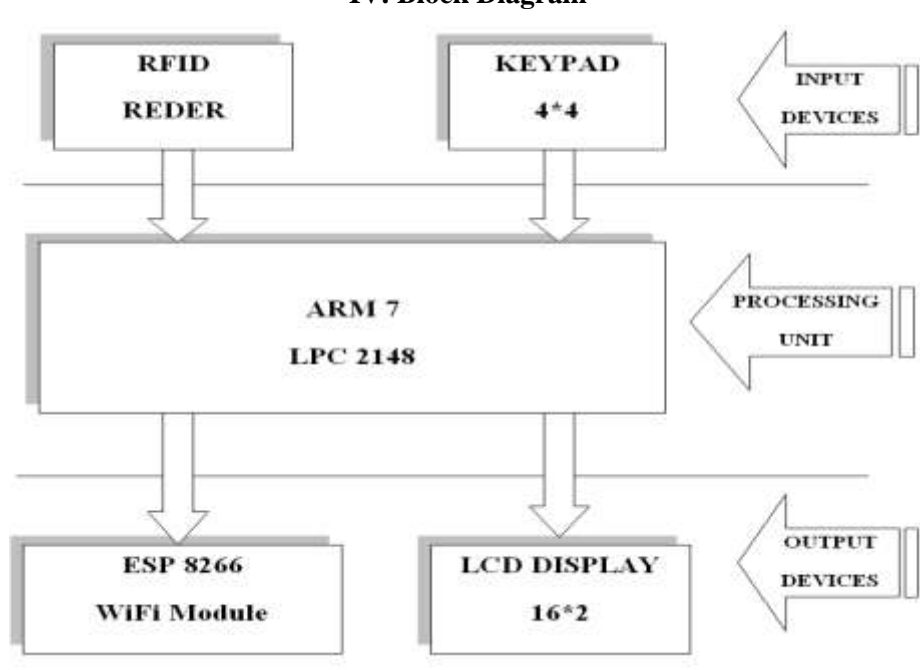 IV. Block Diagram
RFID
REDER
KEYPAD
4*4
INPUT
DEVICES
ARM 7
LPC 2148
PROCESSING
UNIT
ESP 8266
WiFi Module
LCD DISPLAY
16*2
OUTPUT
DEVICES